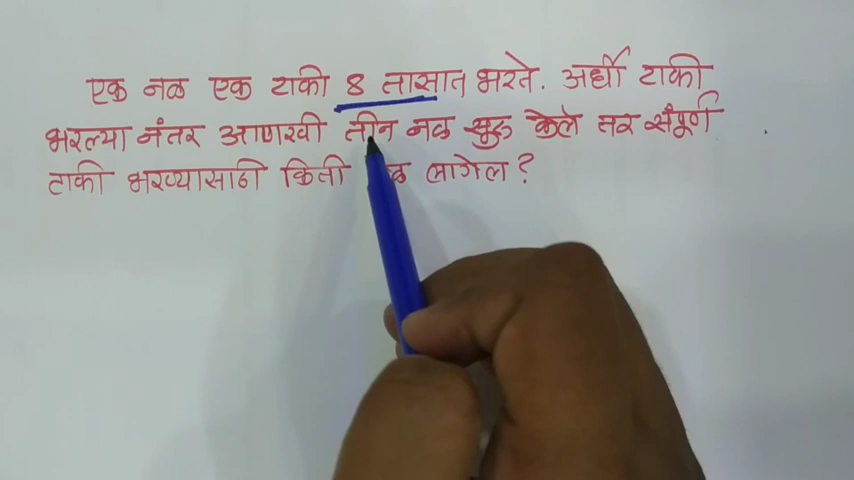 एक नळ एक टाकी 8 तासात भरते. अर्धी टाकी
भरल्या नंतर आणखी तीन नळ सुरु केले तर संपूर्ण
टाकी भरण्यासाठी किती लागेल?